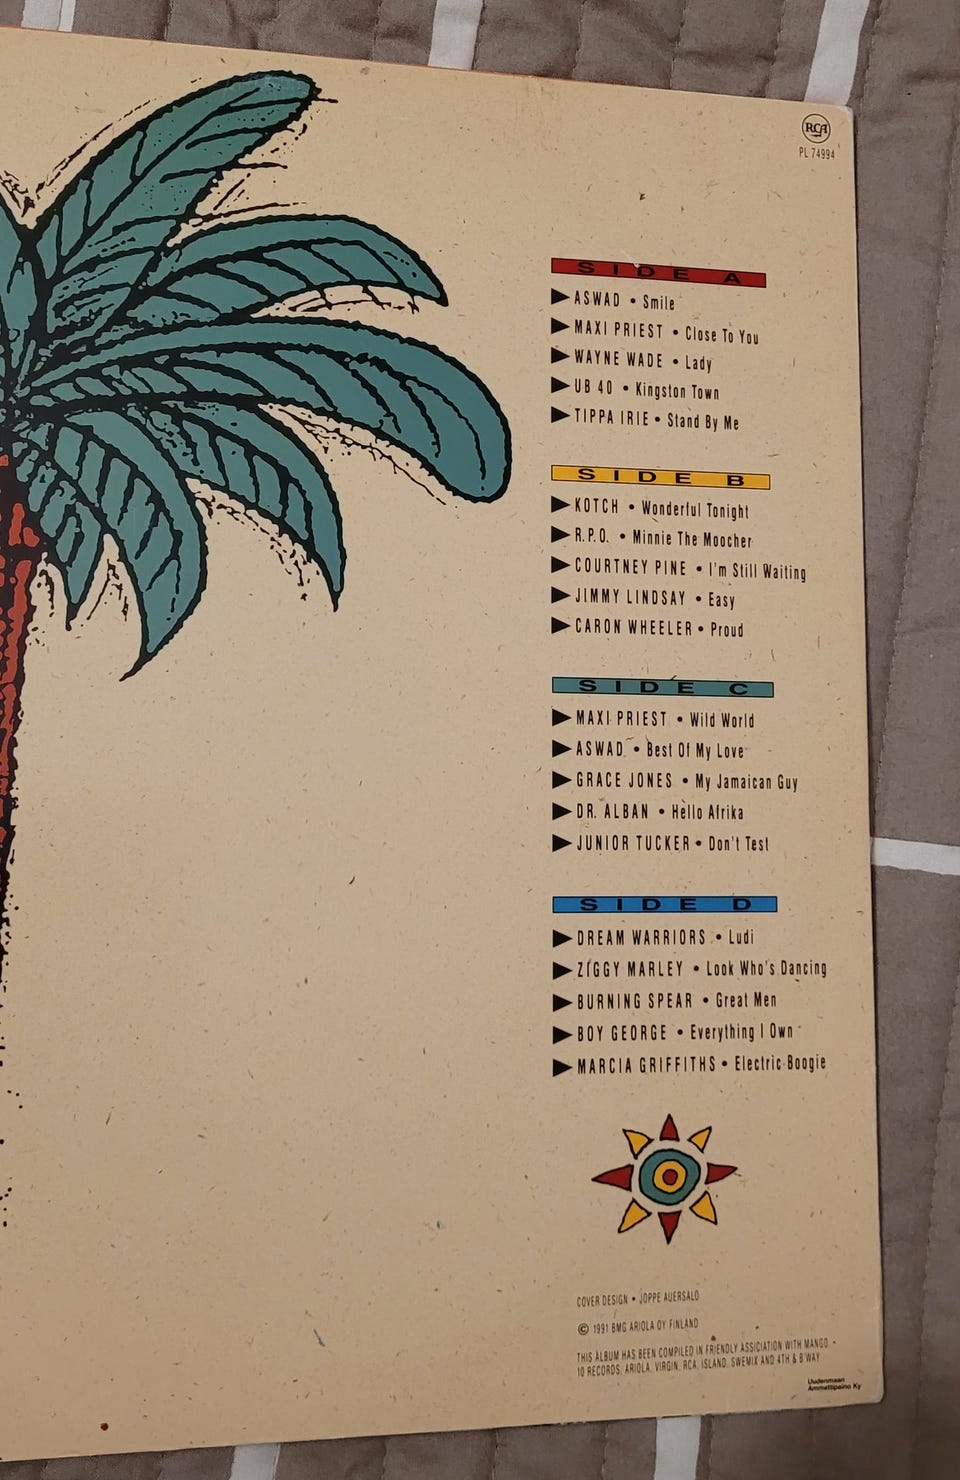 RCA
PL 74994
SIDE A
ASWAD • Smile
MAXI PRIEST • Close To You
WAYNE WADE • Lady
UB 40 • Kingston Town
TIPPA IRIE • Stand By Me
SIDE B
KOTCH • Wonderful Tonight
R.P.O. • Minnie The Moocher
COURTNEY PINE • I'm Still Waiting
JIMMY LINDSAY • Easy
CARON WHEELER • Proud
SIDE C
MAXI PRIEST • Wild World
ASWAD • Best Of My Love
GRACE JONES • My Jamaican Guy
DR. ALBAN • Hello Afrika
JUNIOR TUCKER • Don't Test
SIDE D
DREAM WARRIORS • Ludi
ZIGGY MARLEY • Look Who's Dancing
BURNING SPEAR • Great Men
BOY GEORGE • Everything I Own
MARCIA GRIFFITHS • Electric Boogie
COVER DESIGN • JOPPE AUERSALO
© 1991 BMG ARIOLA OY FINLAND
THIS ALBUM HAS BEEN COMPILED IN FRIENDLY ASSICIATION WITH MANGO,
10 RECORDS, ARIOLA, VIRGIN, RCA, ISLAND, SWEMIX AND 4TH & B'WAY
Uudenmaan
Ammattipaino Ky